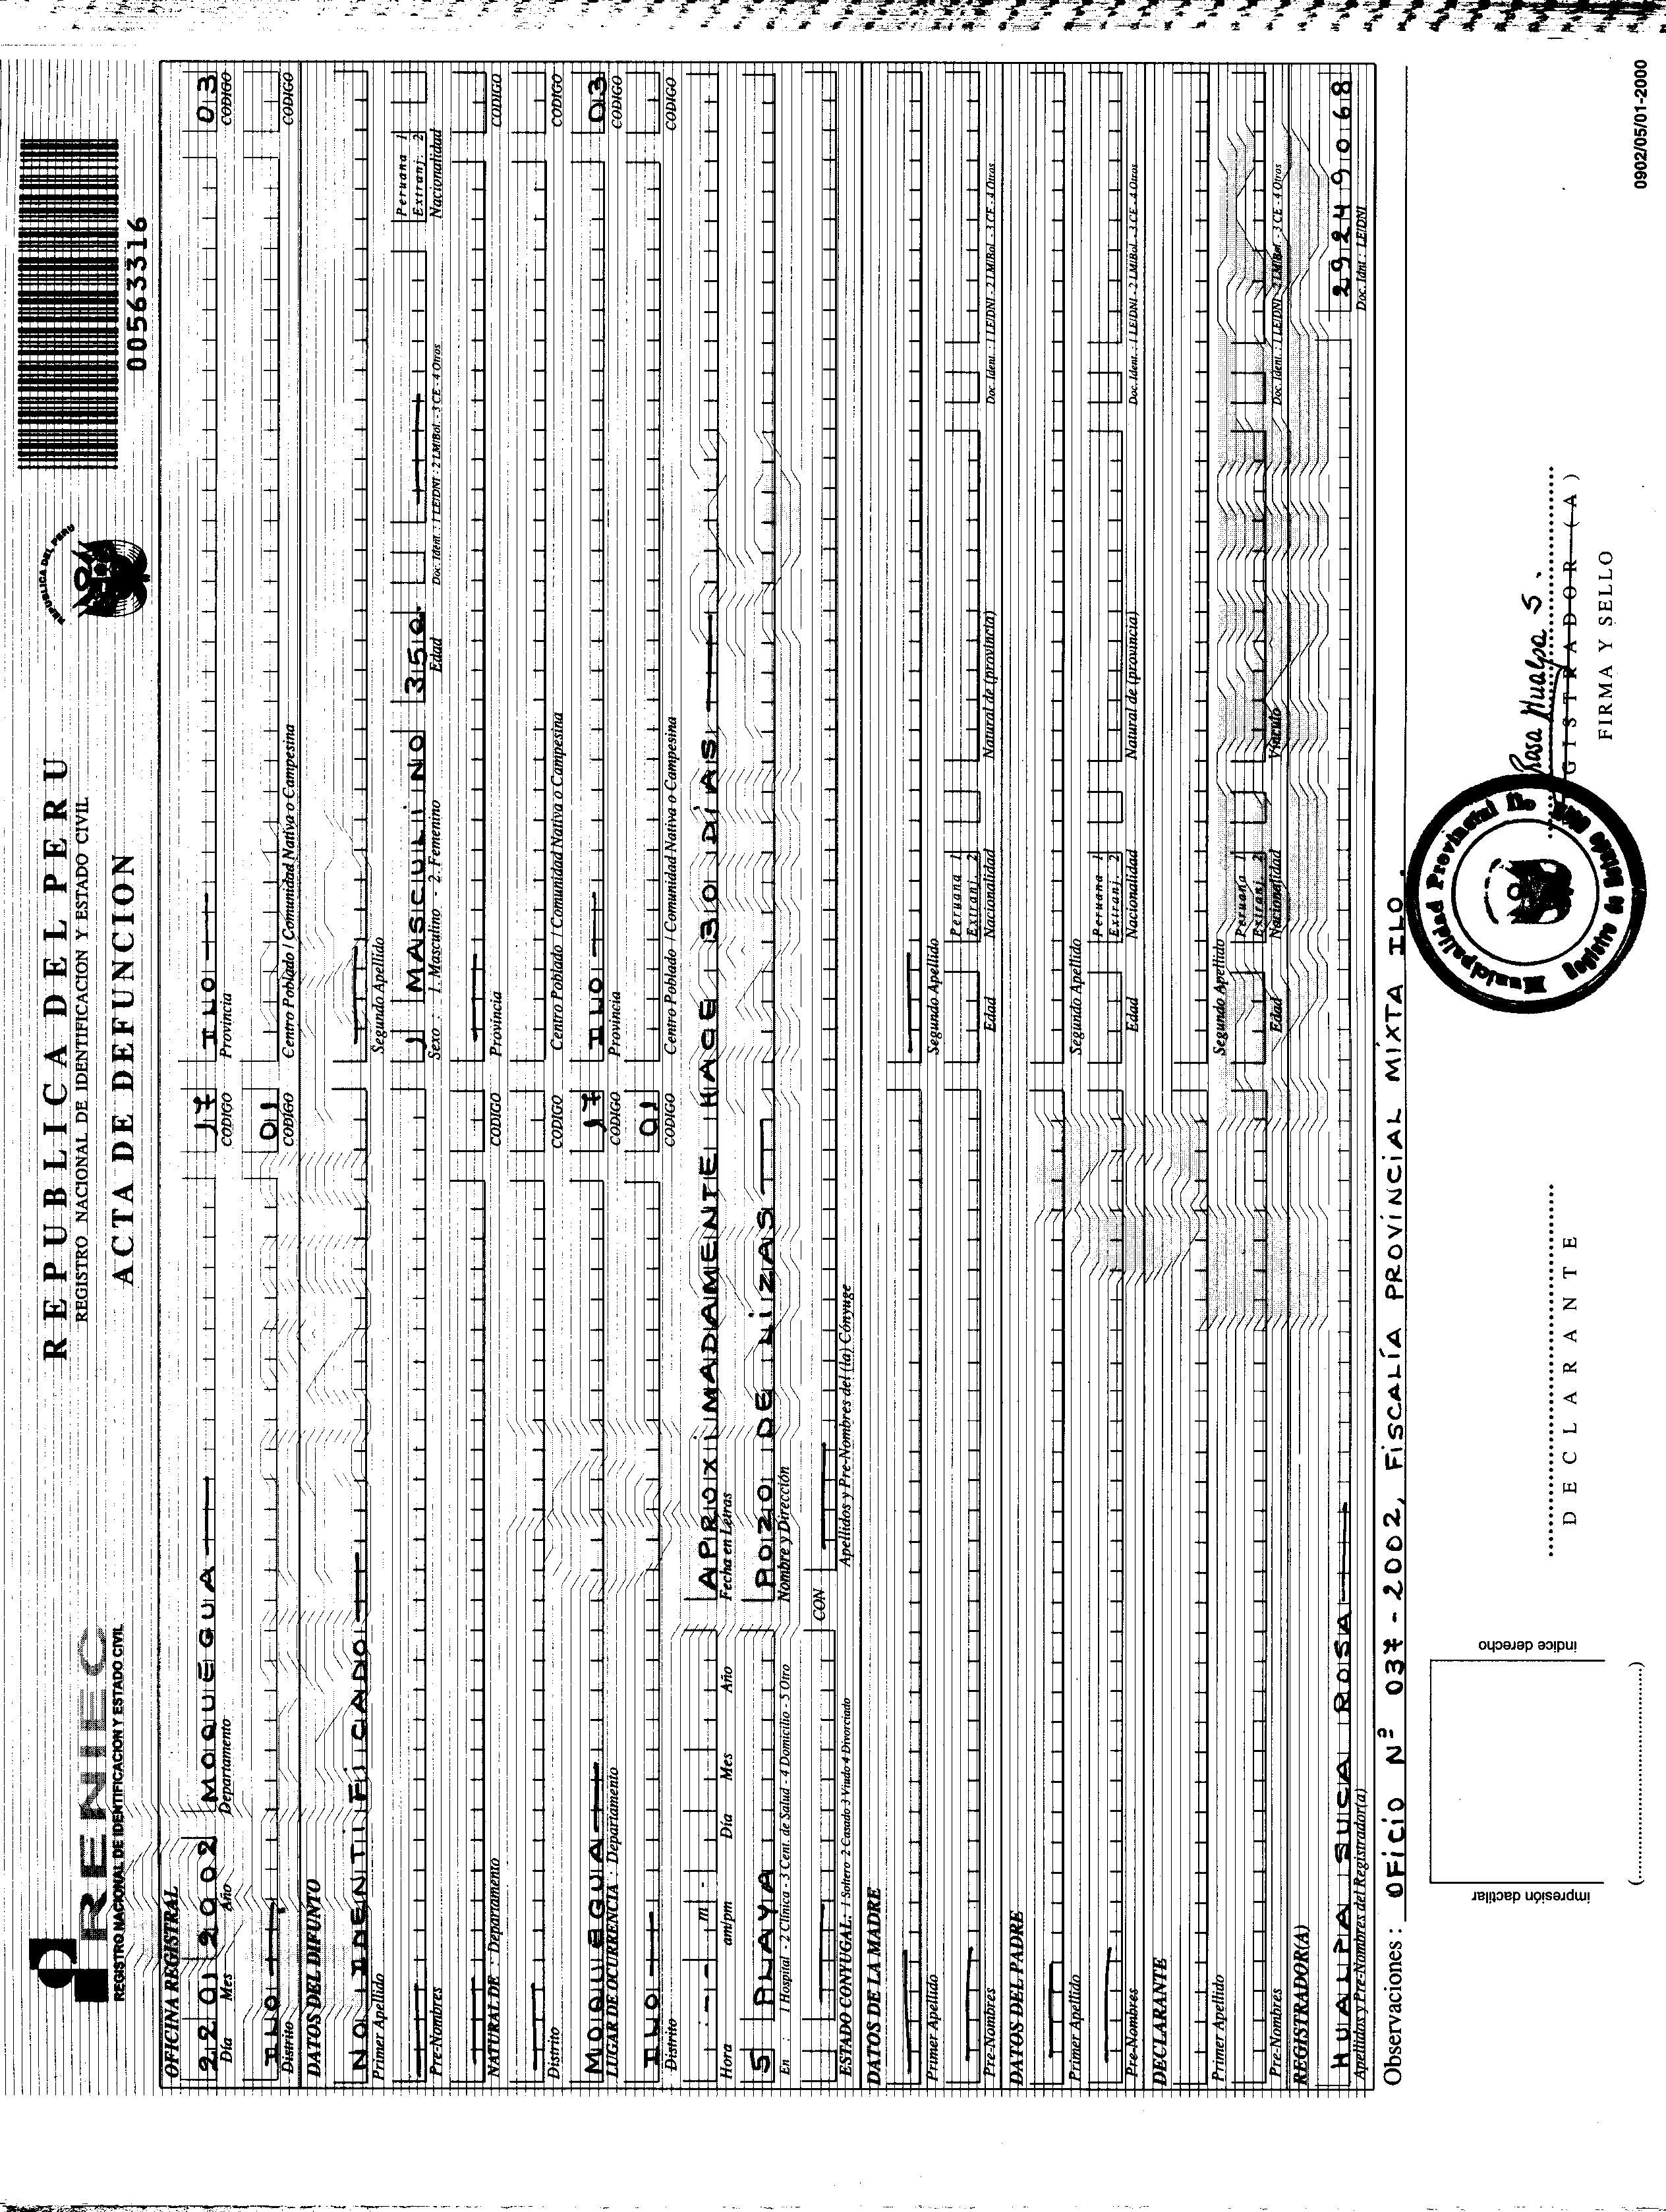 RENIEC
REGISTRO NACIONAL DE IDENTIFICACION Y ESTADO CIVIL
REPUBLICA DEL PERU
REGISTRO NACIONAL DE IDENTIFICACION Y ESTADO CIVIL
ACTA DE DEFUNCION
REPUBLICA DEL PERU
00563316
OFICINA REGISTRAL
22 01 2002 MOQUEGUA 17 ILO 03
Día Mes Año Departamento CODIGO Provincia CODIGO
ILO 01
Distrito CODIGO Centro Poblado / Comunidad Nativa o Campesina CODIGO
DATOS DEL DIFUNTO
NO IDENTIFICADO
Primer Apellido Segundo Apellido
1 MASCULINO 35 Peruana 1 Extranj. 2
Pre-Nombres Sexo : 1. Masculino - 2. Femenino Edad Doc. Ident. : 1 LE/DNI - 2 LM/Bol. - 3 CE - 4 Otros Nacionalidad
NATURAL DE : Departamento CODIGO Provincia CODIGO
Distrito CODIGO Centro Poblado / Comunidad Nativa o Campesina CODIGO
MOQUEGUA 17 ILO 03
LUGAR DE OCURRENCIA : Departamento CODIGO Provincia CODIGO
ILO 01
Distrito CODIGO Centro Poblado / Comunidad Nativa o Campesina CODIGO
: - m - APROXIMADAMENTE HACE 30 DÍAS
Hora am/pm Día Mes Año Fecha en Letras
5 PLAYA POZO DE LIZAS
En : 1 Hospital - 2 Clínica - 3 Cent. de Salud - 4 Domicilio - 5 Otro Nombre y Dirección
CON
ESTADO CONYUGAL: 1 Soltero 2 Casado 3 Viudo 4 Divorciado Apellidos y Pre-Nombres del (la) Cónyuge
DATOS DE LA MADRE
Primer Apellido Segundo Apellido
Peruana 1 Extranj. 2
Pre-Nombres Edad Nacionalidad Natural de (provincia) Doc. Ident. : 1 LE/DNI - 2 LM/Bol. - 3 CE - 4 Otros
DATOS DEL PADRE
Primer Apellido Segundo Apellido
Peruana 1 Extranj. 2
Pre-Nombres Edad Nacionalidad Natural de (provincia) Doc. Ident. : 1 LE/DNI - 2 LM/Bol. - 3 CE - 4 Otros
DECLARANTE
Primer Apellido Segundo Apellido
Peruana 1 Extranj. 2
Pre-Nombres Edad Nacionalidad Vínculo Doc. Ident. : 1 LE/DNI - 2 LM/Bol. - 3 CE - 4 Otros
REGISTRADOR(A)
HUALPA SUCA ROSA 29249068
Apellidos y Pre-Nombres del Registrador(a) Doc. Idnt : LE/DNI
Observaciones : OFICIO Nº 037 - 2002, FISCALÍA PROVINCIAL MIXTA ILO.
impresión dactilar
índice derecho
(..............................)
DECLARANTE
Municipalidad Provincial Ilo
Registro de Estado Civil
Rosa Hualpa S.
GISTRADOR (A)
FIRMA Y SELLO
0902/05/01-2000